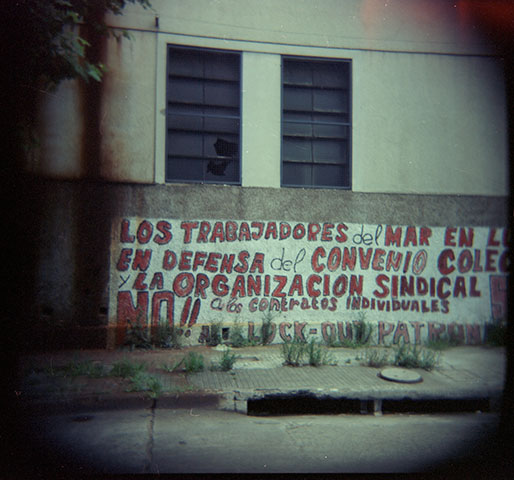 LOS TRABAJADORES del MAR EN L
EN DEFENSA del CONVENIO COLEC
y LA ORGANIZACION SINDICAL
NO!! a los contratos individuales
LOCK-OUT PATRON